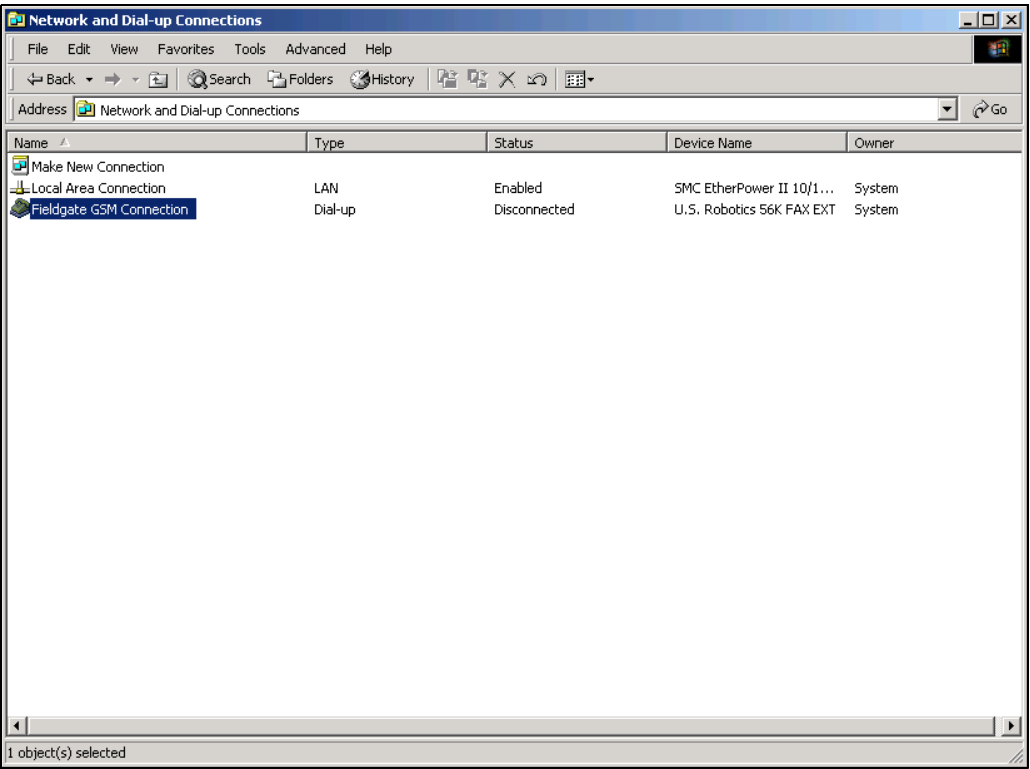 Network and Dial-up Connections
File Edit View Favorites Tools Advanced Help
Back Search Folders History
Address Network and Dial-up Connections Go
Name Type Status Device Name Owner
Make New Connection
Local Area Connection LAN Enabled SMC EtherPower II 10/1... System
Fieldgate GSM Connection Dial-up Disconnected U.S. Robotics 56K FAX EXT System
1 object(s) selected